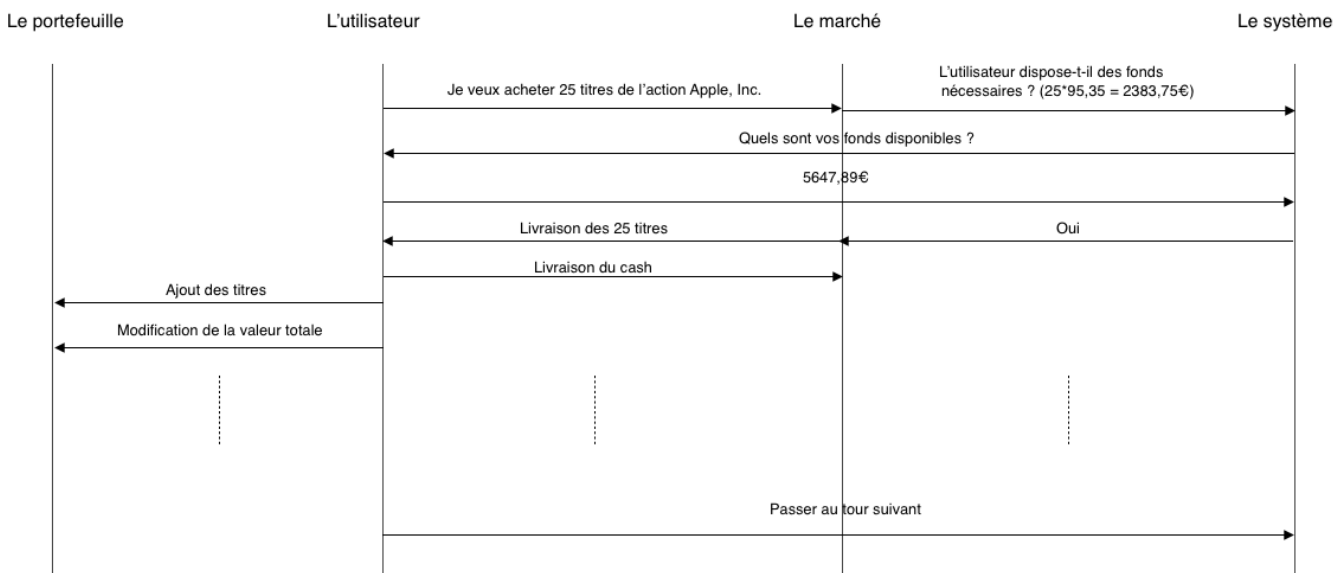 Le portefeuille
L'utilisateur
Le marché
Le système
L'utilisateur dispose-t-il des fonds
Je veux acheter 25 titres de l'action Apple, Inc.
nécessaires ? (25*95,35 = 2383,75€)
Quels sont vos fonds disponibles ?
5647,89€
Livraison des 25 titres
Oui
Livraison du cash
Ajout des titres
Modification de la valeur totale
Passer au tour suivant